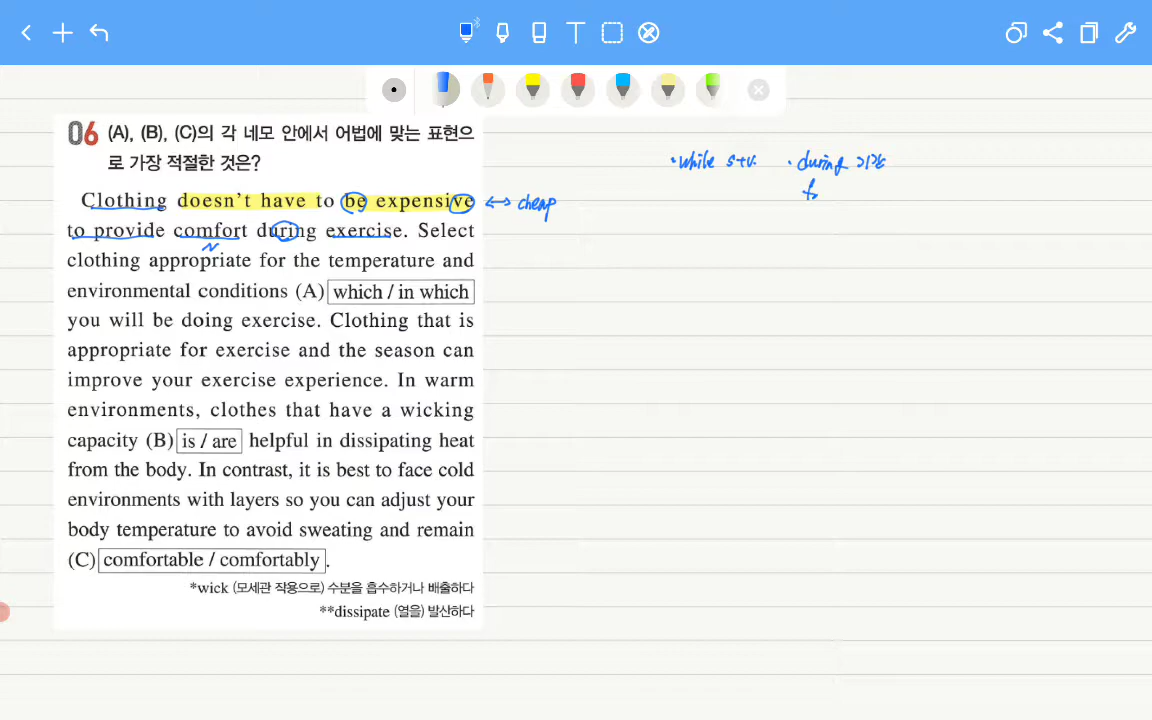 06 (A), (B), (C)의 각 네모 안에서 어법에 맞는 표현으
로 가장 적절한 것은?
Clothing doesn't have to be expensive ↔ cheap
to provide comfort during exercise. Select
N
clothing appropriate for the temperature and
environmental conditions (A) which / in which
you will be doing exercise. Clothing that is
appropriate for exercise and the season can
improve your exercise experience. In warm
environments, clothes that have a wicking
capacity (B) is / are helpful in dissipating heat
from the body. In contrast, it is best to face cold
environments with layers so you can adjust your
body temperature to avoid sweating and remain
(C) comfortable / comfortably.
*wick (모세관 작용으로) 수분을 흡수하거나 배출하다
**dissipate (열을) 발산하다
·while s+v. · during 기간
fo
T